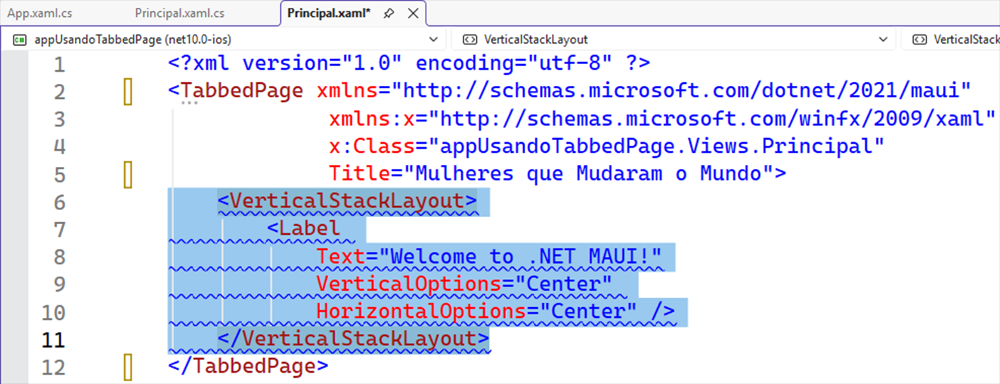 App.xaml.cs Principal.xaml.cs Principal.xaml*
C# appUsandoTabbedPage (net10.0-ios) VerticalStackLayout VerticalStack
1 <?xml version="1.0" encoding="utf-8" ?>
2 <TabbedPage xmlns="http://schemas.microsoft.com/dotnet/2021/maui"
3 xmlns:x="http://schemas.microsoft.com/winfx/2009/xaml"
4 x:Class="appUsandoTabbedPage.Views.Principal"
5 Title="Mulheres que Mudaram o Mundo">
6 <VerticalStackLayout>
7 <Label
8 Text="Welcome to .NET MAUI!"
9 VerticalOptions="Center"
10 HorizontalOptions="Center" />
11 </VerticalStackLayout>
12 </TabbedPage>